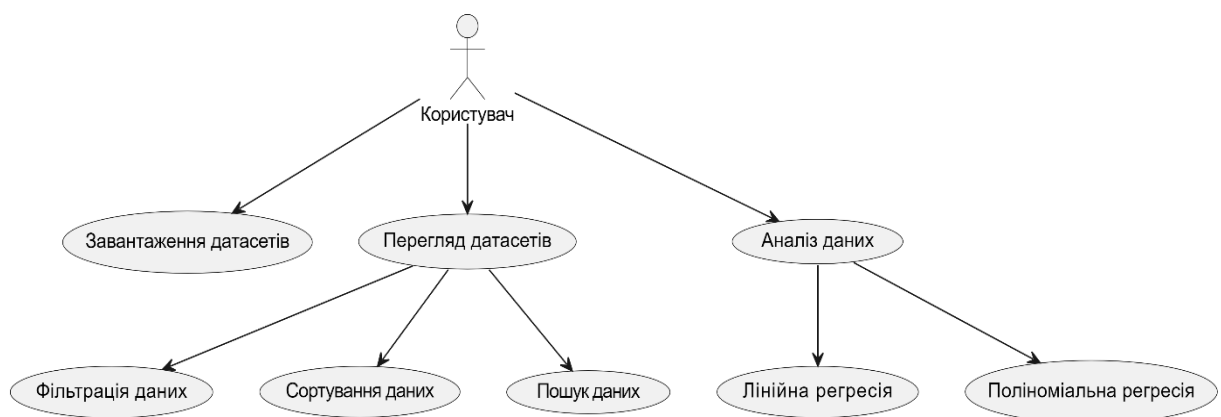 Користувач
Завантаження датасетів
Перегляд датасетів
Аналіз даних
Фільтрація даних
Сортування даних
Пошук даних
Лінійна регресія
Поліноміальна регресія